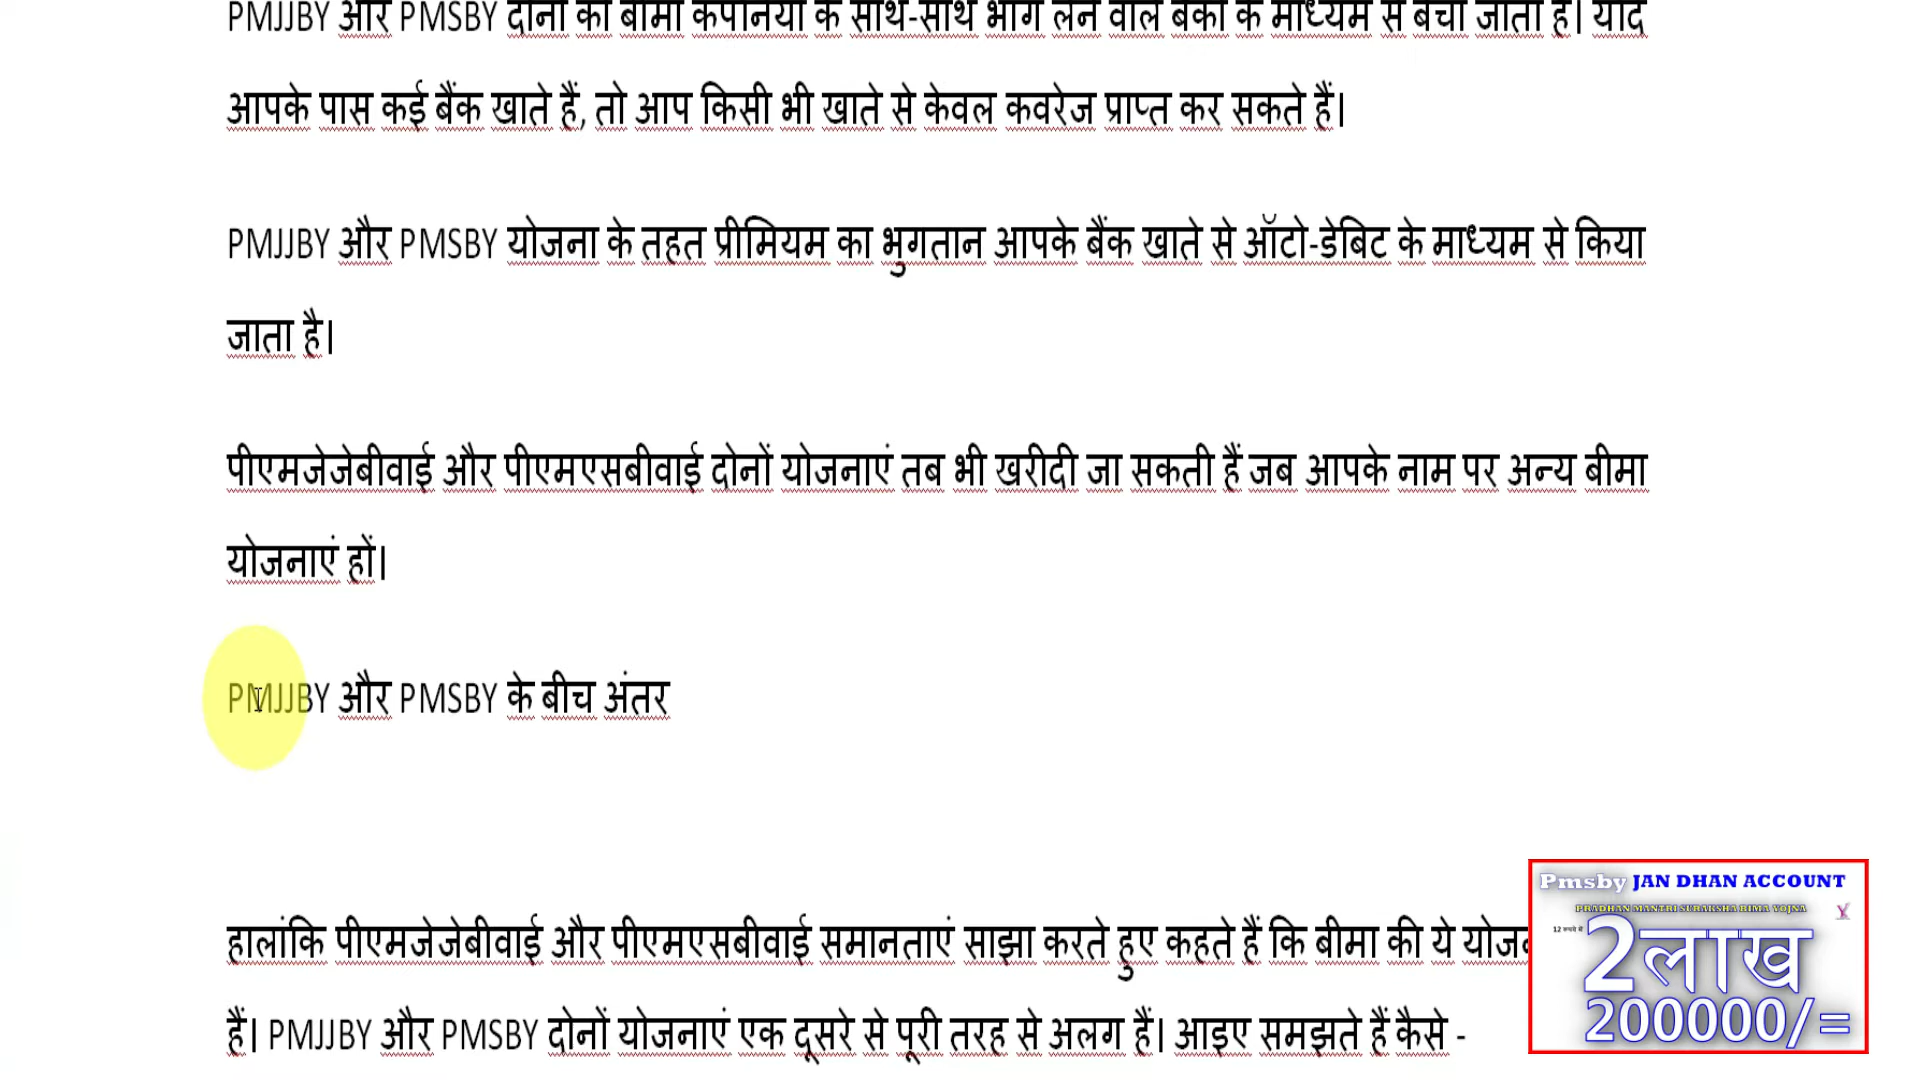 PMJJBY और PMSBY दोनों को बीमा कंपनियों के साथ-साथ भाग लेने वाले बैंकों के माध्यम से बेचा जाता है। यदि
आपके पास कई बैंक खाते हैं, तो आप किसी भी खाते से केवल कवरेज प्राप्त कर सकते हैं।
PMJJBY और PMSBY योजना के तहत प्रीमियम का भुगतान आपके बैंक खाते से ऑटो-डेबिट के माध्यम से किया
जाता है।
पीएमजेजेबीवाई और पीएमएसबीवाई दोनों योजनाएं तब भी खरीदी जा सकती हैं जब आपके नाम पर अन्य बीमा
योजनाएं हों।
PMJJBY और PMSBY के बीच अंतर
हालांकि पीएमजेजेबीवाई और पीएमएसबीवाई समानताएं साझा करते हुए कहते हैं कि बीमा की ये
हैं। PMJJBY और PMSBY दोनों योजनाएं एक दूसरे से पूरी तरह से अलग हैं। आइए समझते हैं कैसे -
Pmsby JAN DHAN ACCOUNT
PRADHAN MANTRI SURAKSHA BIMA YOJNA
2लाख
200000/=